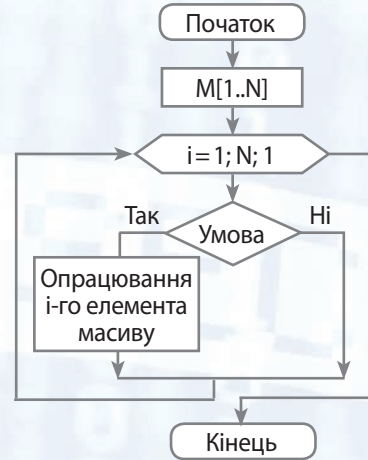 Початок
M[1..N]
i = 1; N; 1
Так
Ні
Умова
Опрацювання
i-го елемента
масиву
Кінець